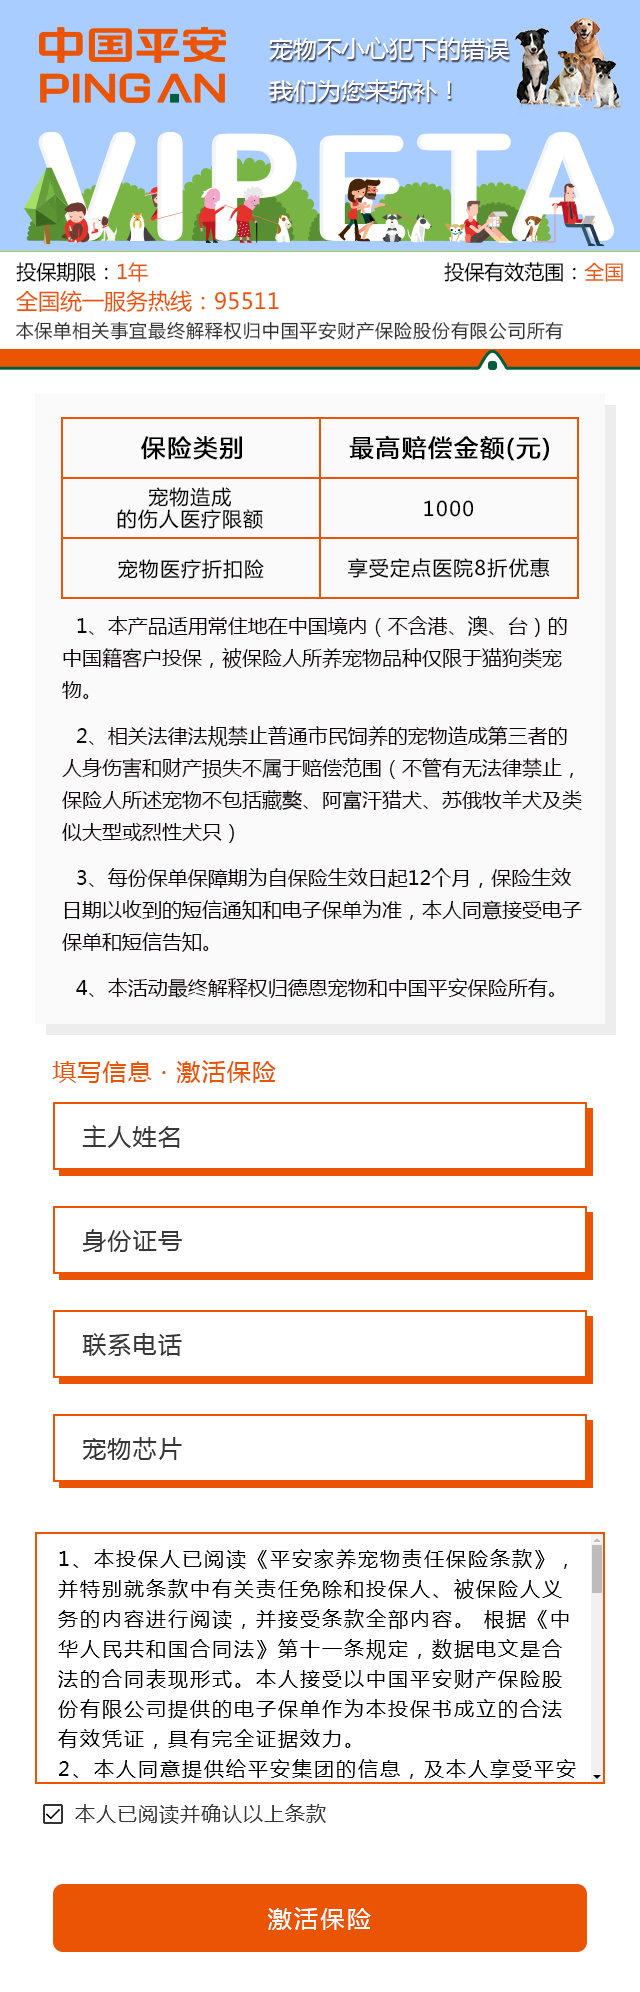 中国平安
PING AN
宠物不小心犯下的错误
我们为您来弥补！
VIPETA
投保期限：1年
投保有效范围：全国
全国统一服务热线：95511
本保单相关事宜最终解释权归中国平安财产保险股份有限公司所有
保险类别
最高赔偿金额(元)
宠物造成
的伤人医疗限额
1000
宠物医疗折扣险
享受定点医院8折优惠
1、本产品适用常住地在中国境内（不含港、澳、台）的
中国籍客户投保，被保险人所养宠物品种仅限于猫狗类宠
物。
2、相关法律法规禁止普通市民饲养的宠物造成第三者的
人身伤害和财产损失不属于赔偿范围（不管有无法律禁止，
保险人所述宠物不包括藏獒、阿富汗猎犬、苏俄牧羊犬及类
似大型或烈性犬只）
3、每份保单保障期为自保险生效日起12个月，保险生效
日期以收到的短信通知和电子保单为准，本人同意接受电子
保单和短信告知。
4、本活动最终解释权归德恩宠物和中国平安保险所有。
填写信息·激活保险
主人姓名
身份证号
联系电话
宠物芯片
1、本投保人已阅读《平安家养宠物责任保险条款》，
并特别就条款中有关责任免除和投保人、被保险人义
务的内容进行阅读，并接受条款全部内容。 根据《中
华人民共和国合同法》第十一条规定，数据电文是合
法的合同表现形式。本人接受以中国平安财产保险股
份有限公司提供的电子保单作为本投保书成立的合法
有效凭证，具有完全证据效力。
2、本人同意提供给平安集团的信息，及本人享受平安
本人已阅读并确认以上条款
激活保险